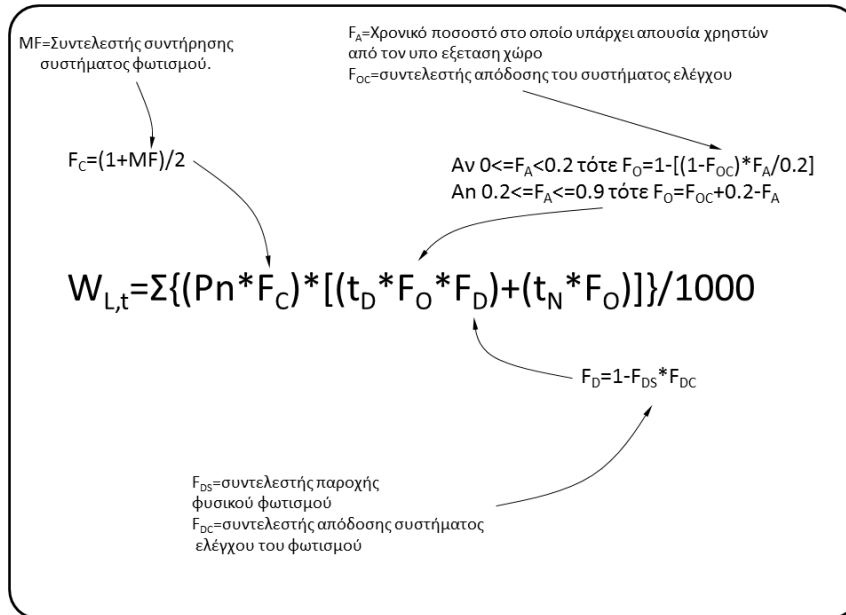 MF=Συντελεστής συντήρησης
συστήματος φωτισμού.
F_A=Χρονικό ποσοστό στο οποίο υπάρχει απουσία χρηστών
από τον υπο εξεταση χώρο
F_OC=συντελεστής απόδοσης του συστήματος ελέγχου
F_C=(1+MF)/2
Αν 0<=F_A<0.2 τότε F_O=1-[(1-F_OC)*F_A/0.2]
An 0.2<=F_A<=0.9 τότε F_O=F_OC+0.2-F_A
W_L,t=Σ{(Pn*F_C)*[(t_D*F_O*F_D)+(t_N*F_O)]}/1000
F_D=1-F_DS*F_DC
F_DS=συντελεστής παροχής
φυσικού φωτισμού
F_DC=συντελεστής απόδοσης συστήματος
ελέγχου του φωτισμού